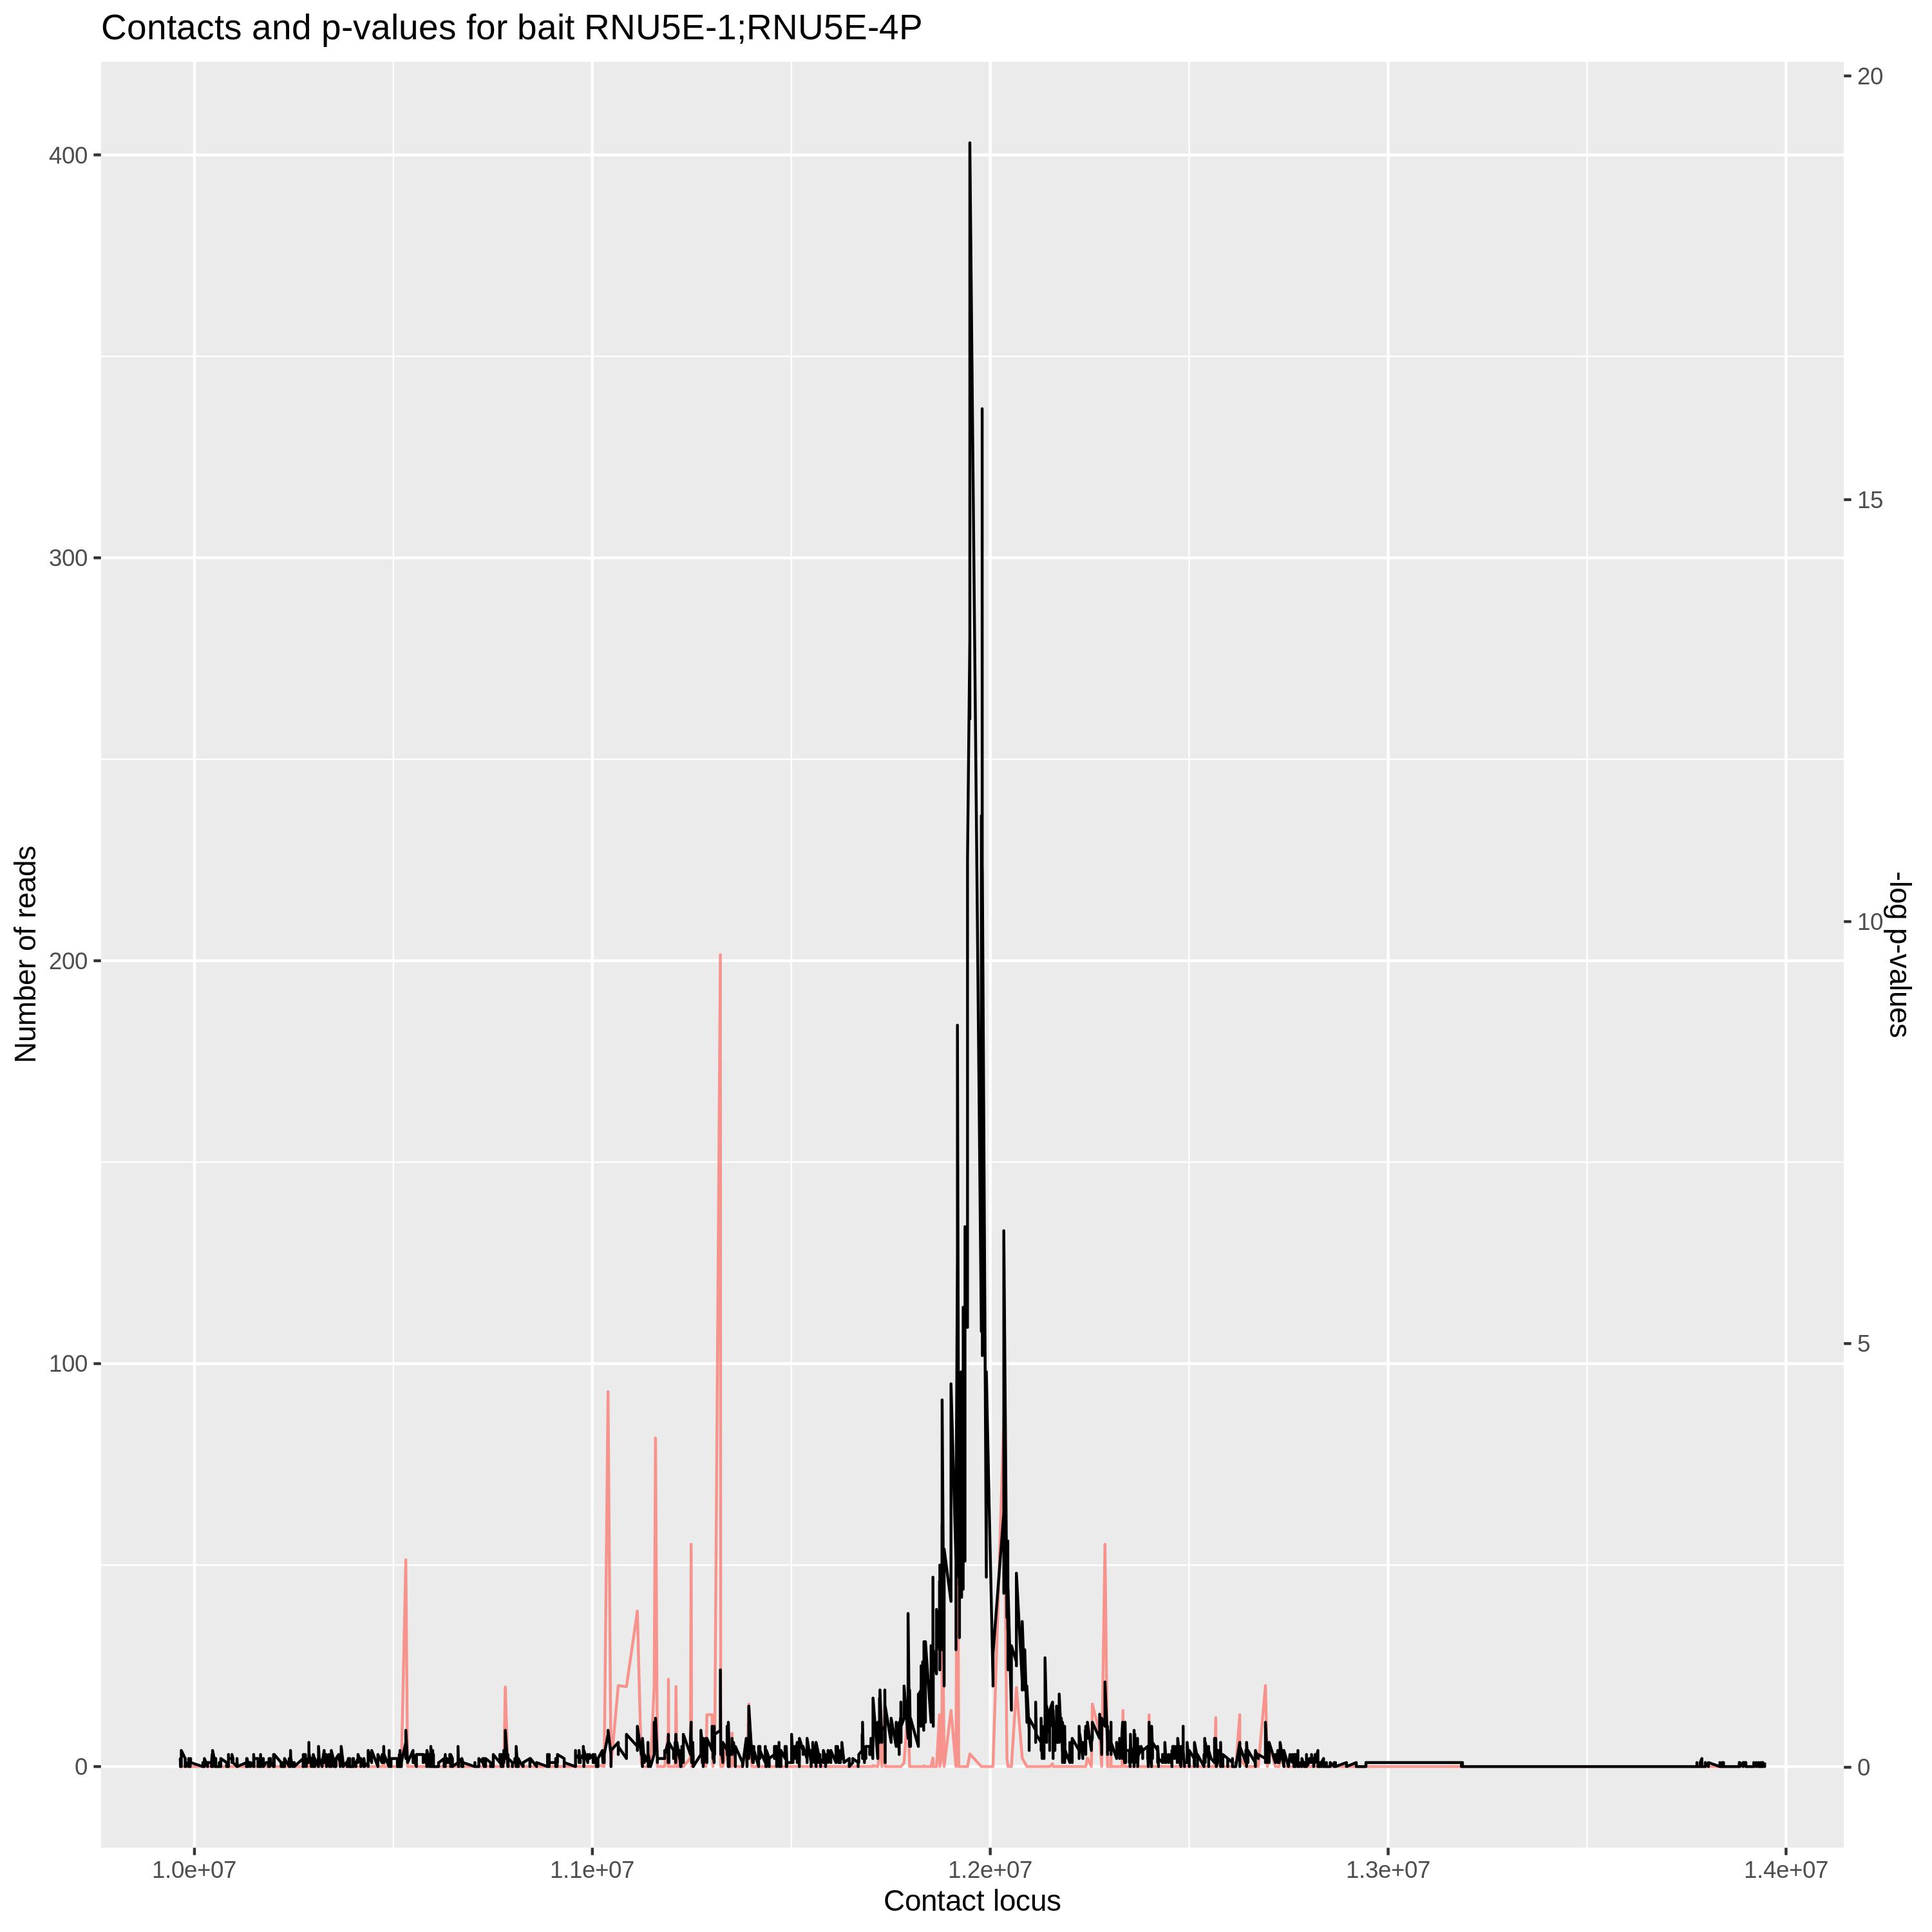 Contacts and p-values for bait RNU5E-1;RNU5E-4P
400
300
200
100
0
Number of reads
20
15
10
5
0
-log p-values
1.0e+07
1.1e+07
1.2e+07
1.3e+07
1.4e+07
Contact locus